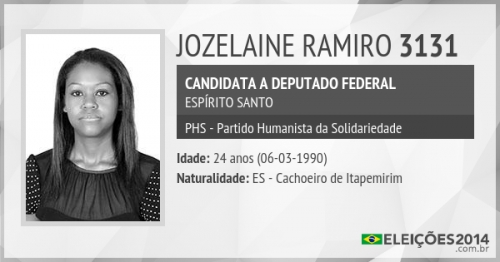 JOZELAINE RAMIRO 3131
CANDIDATA A DEPUTADO FEDERAL
ESPÍRITO SANTO
PHS - Partido Humanista da Solidariedade
Idade: 24 anos (06-03-1990)
Naturalidade: ES - Cachoeiro de Itapemirim
ELEIÇÕES2014
.com.br